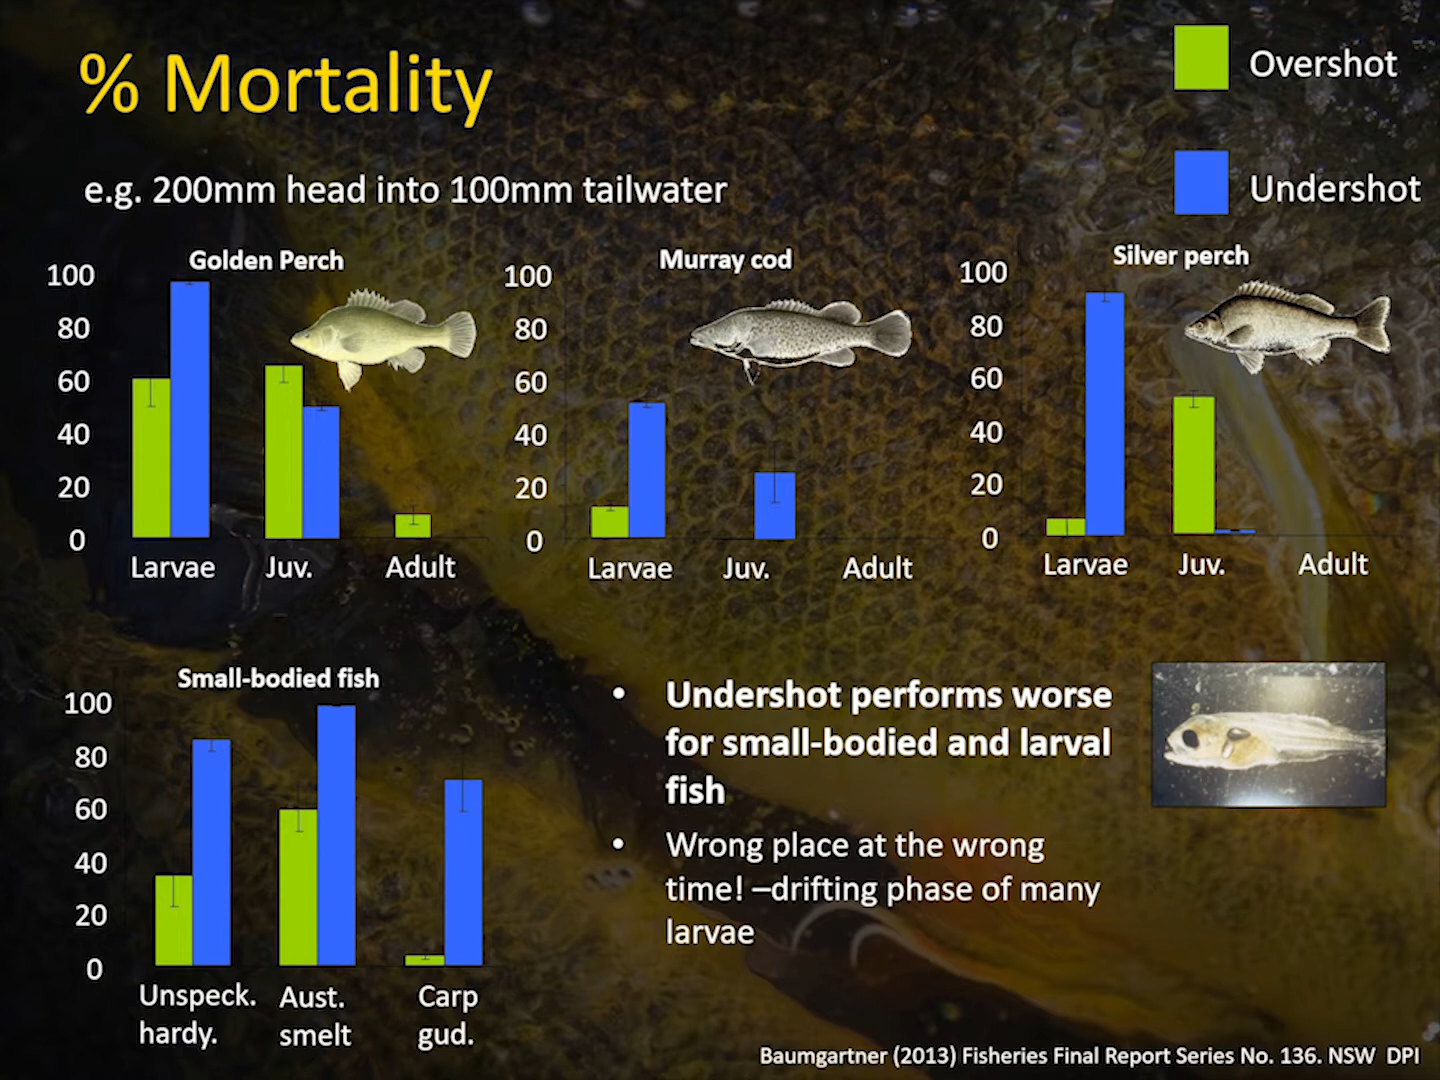 % Mortality
Overshot
Undershot
e.g. 200mm head into 100mm tailwater
Golden Perch
100
80
60
40
20
0
Larvae Juv. Adult
Murray cod
100
80
60
40
20
0
Larvae Juv. Adult
Silver perch
100
80
60
40
20
0
Larvae Juv. Adult
Small-bodied fish
100
80
60
40
20
0
Unspeck. Aust. Carp
hardy. smelt gud.
• Undershot performs worse
for small-bodied and larval
fish
• Wrong place at the wrong
time! –drifting phase of many
larvae
Baumgartner (2013) Fisheries Final Report Series No. 136. NSW DPI